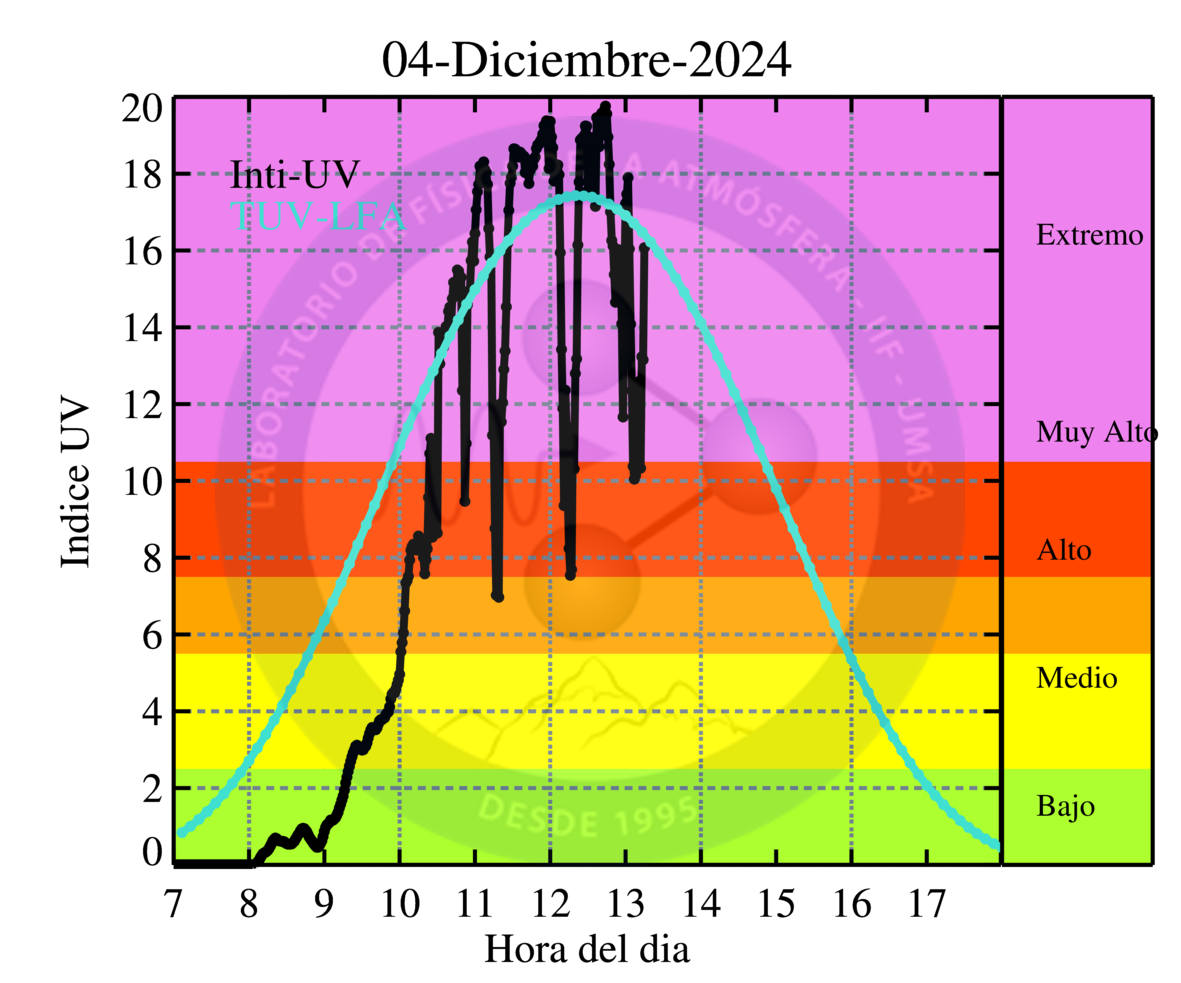 04-Diciembre-2024
20
18
16
14
12
10
8
6
4
2
0
Indice UV
Inti-UV
TUV-LFA
LABORATORIO DE FÍSICA DE LA ATMÓSFERA - IIF - UMSA
DESDE 1995
Extremo
Muy Alto
Alto
Medio
Bajo
7 8 9 10 11 12 13 14 15 16 17
Hora del dia